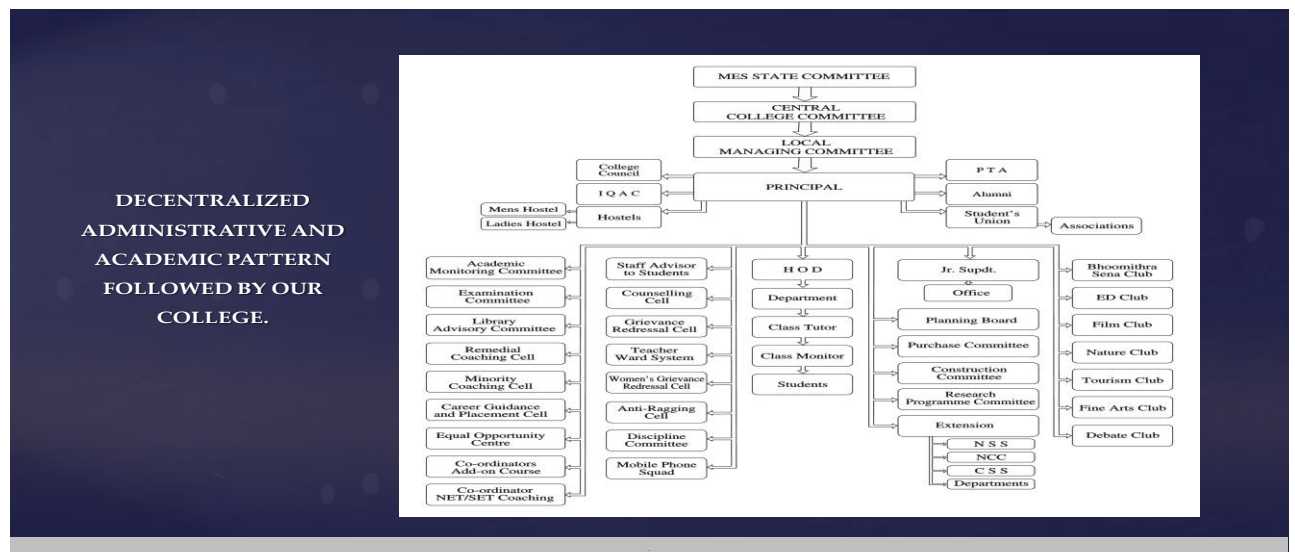 DECENTRALIZED
ADMINISTRATIVE AND
ACADEMIC PATTERN
FOLLOWED BY OUR
COLLEGE.
MES STATE COMMITTEE
CENTRAL
COLLEGE COMMITTEE
LOCAL
MANAGING COMMITTEE
PRINCIPAL
College
Council
I Q A C
Hostels
Mens Hostel
Ladies Hostel
P T A
Alumni
Student's
Union
Associations
Academic
Monitoring Committee
Examination
Committee
Library
Advisory Committee
Remedial
Coaching Cell
Minority
Coaching Cell
Career Guidance
and Placement Cell
Equal Opportunity
Centre
Co-ordinators
Add-on Course
Co-ordinator
NET/SET Coaching
Staff Advisor
to Students
Counselling
Cell
Grievance
Redressal Cell
Teacher
Ward System
Women's Grievance
Redressal Cell
Anti-Ragging
Cell
Discipline
Committee
Mobile Phone
Squad
H O D
Department
Class Tutor
Class Monitor
Students
Jr. Supdt.
Office
Planning Board
Purchase Committee
Construction
Committee
Research
Programme Committee
Extension
N S S
NCC
C S S
Departments
Bhoomithra
Sena Club
ED Club
Film Club
Nature Club
Tourism Club
Fine Arts Club
Debate Club